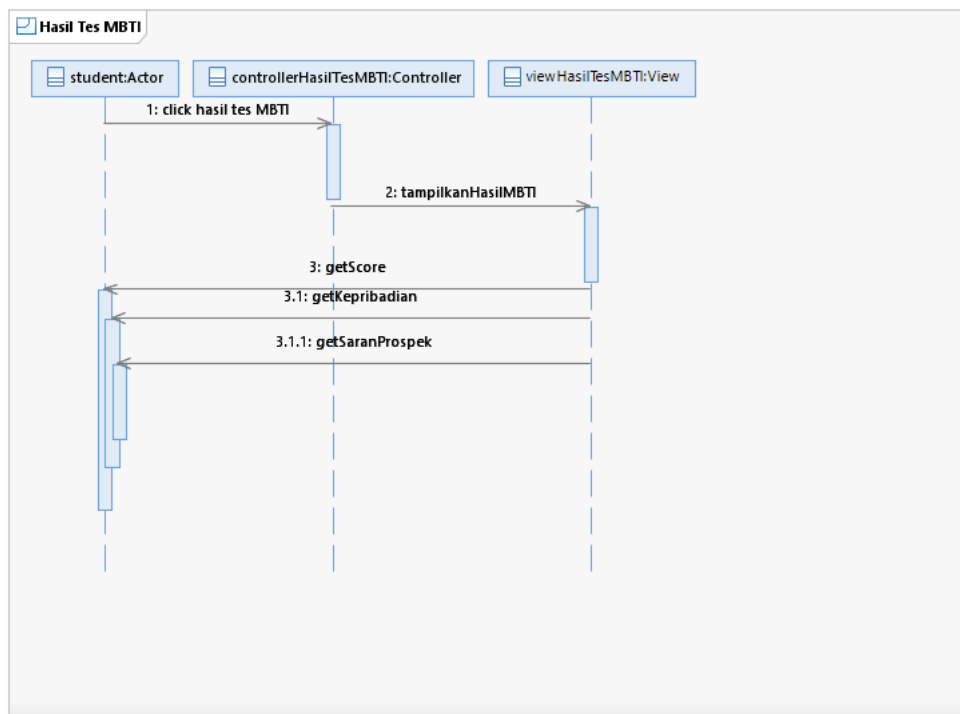 Hasil Tes MBTI
student:Actor
controllerHasilTesMBTI:Controller
viewHasilTesMBTI:View
1: click hasil tes MBTI
2: tampilkanHasilMBTI
3: getScore
3.1: getKepribadian
3.1.1: getSaranProspek